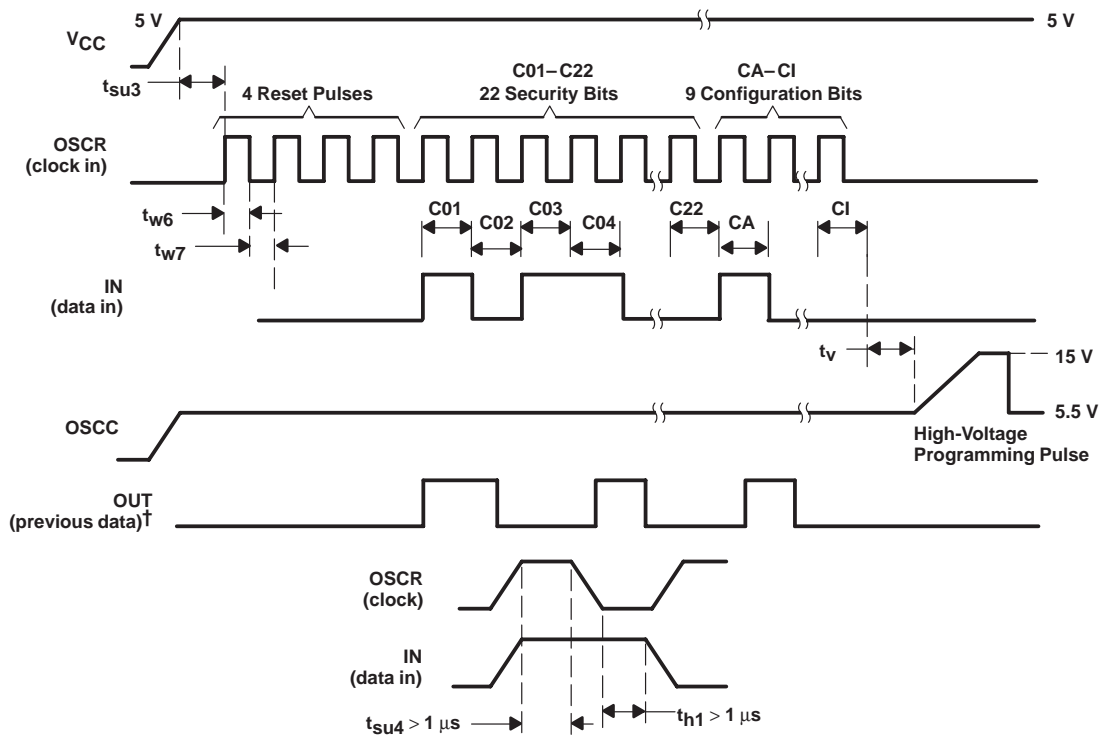 5 V
5 V
VCC
tsu3
C01–C22
22 Security Bits
CA–CI
9 Configuration Bits
4 Reset Pulses
OSCR
(clock in)
tw6
tw7
C01
C02
C03
C04
C22
CA
CI
IN
(data in)
tv
15 V
OSCC
5.5 V
High-Voltage
Programming Pulse
OUT
(previous data)†
OSCR
(clock)
IN
(data in)
tsu4 > 1 μs
th1 > 1 μs